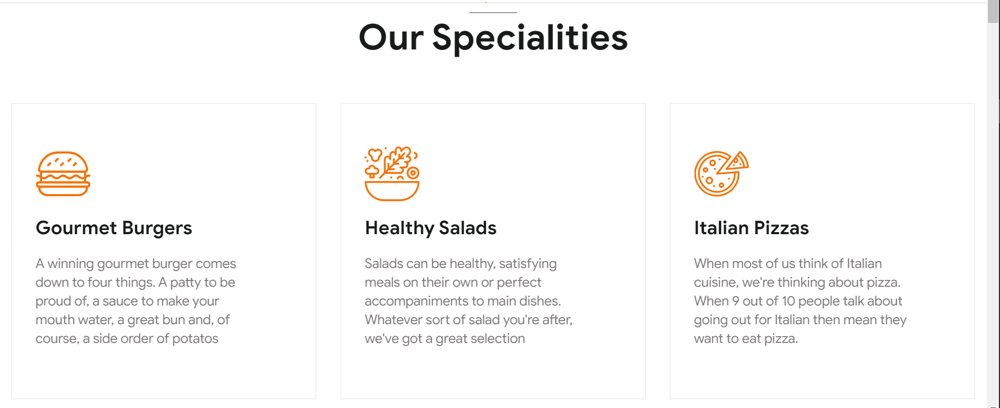 Our Specialities
Gourmet Burgers
A winning gourmet burger comes
down to four things. A patty to be
proud of, a sauce to make your
mouth water, a great bun and, of
course, a side order of potatos
Healthy Salads
Salads can be healthy, satisfying
meals on their own or perfect
accompaniments to main dishes.
Whatever sort of salad you're after,
we've got a great selection
Italian Pizzas
When most of us think of Italian
cuisine, we're thinking about pizza.
When 9 out of 10 people talk about
going out for Italian then mean they
want to eat pizza.